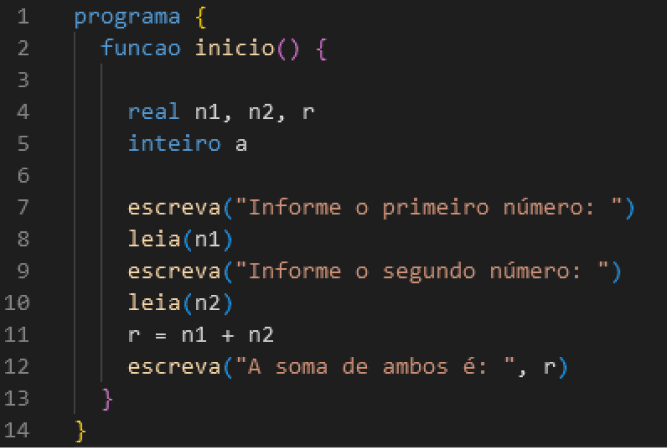 1 programa {
2 funcao inicio() {
3
4 real n1, n2, r
5 inteiro a
6
7 escreva("Informe o primeiro número: ")
8 leia(n1)
9 escreva("Informe o segundo número: ")
10 leia(n2)
11 r = n1 + n2
12 escreva("A soma de ambos é: ", r)
13 }
14 }